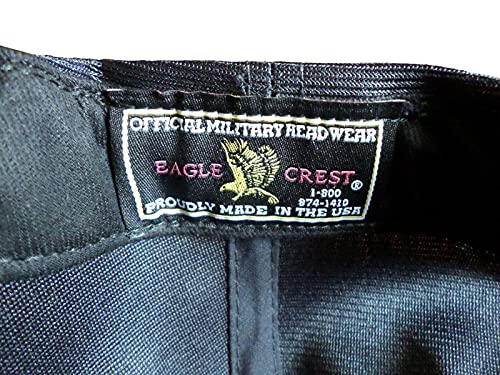 OFFICIAL MILITARY HEAD WEAR
EAGLE CREST®
1-800
974-1410
PROUDLY MADE IN THE USA